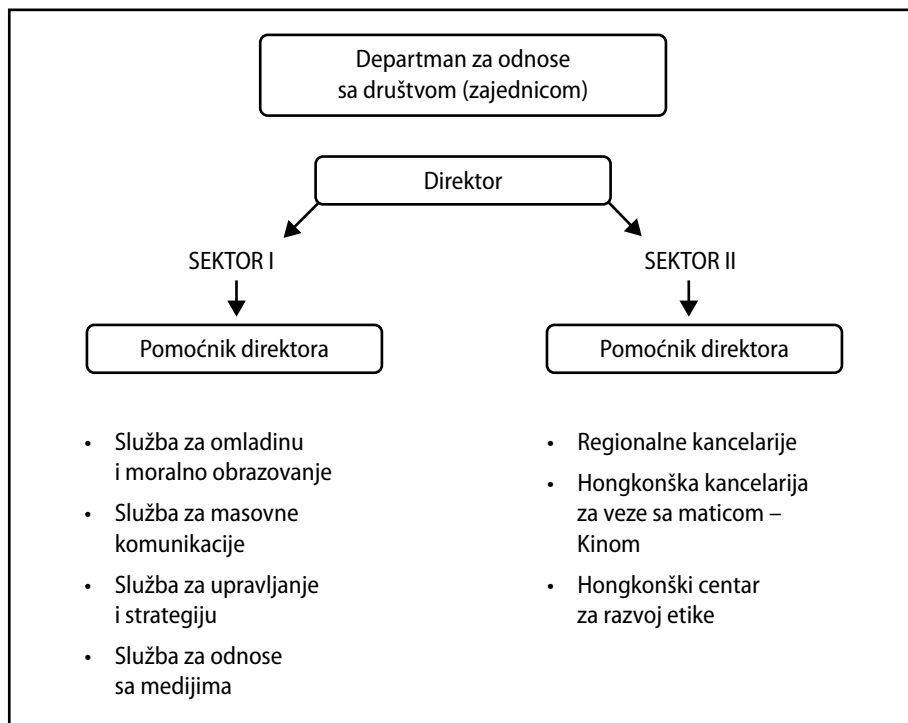 Departman za odnose
sa društvom (zajednicom)
Direktor
SEKTOR I
Pomoćnik direktora
• Služba za omladinu
i moralno obrazovanje
• Služba za masovne
komunikacije
• Služba za upravljanje
i strategiju
• Služba za odnose
sa medijima
SEKTOR II
Pomoćnik direktora
• Regionalne kancelarije
• Hongkonška kancelarija
za veze sa maticom –
Kinom
• Hongkonški centar
za razvoj etike